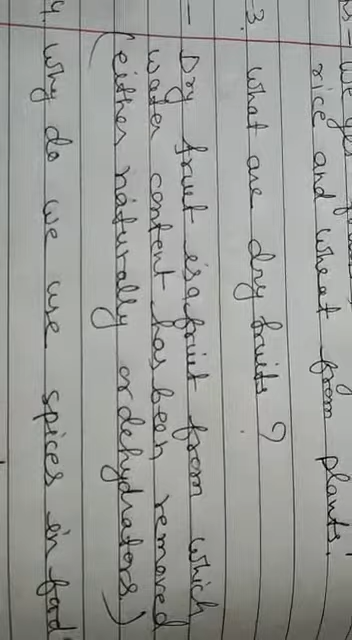 rice and wheat from plants.
3. What are dry fruits?
- Dry fruit is a fruit from which
water content has been removed
(either naturally or dehydrators)
4. Why do we use spices in food